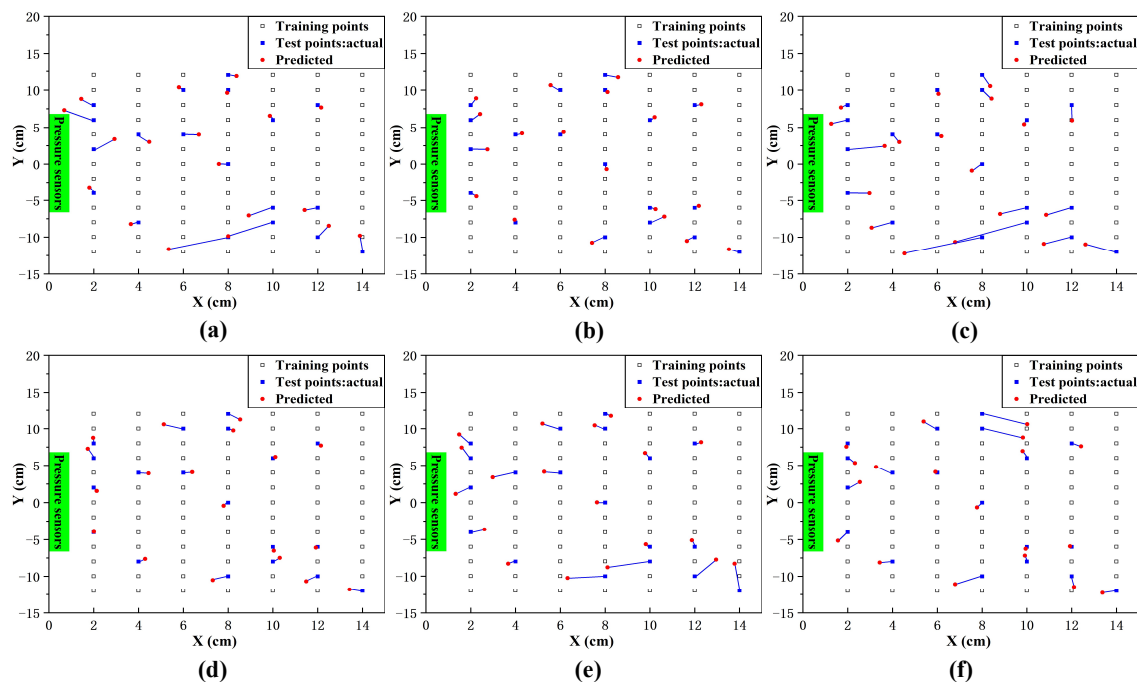 20
15
10
5
0
−5
−10
−15
Y (cm)
Pressure sensors
Training points
Test points:actual
Predicted
0 2 4 6 8 10 12 14
X (cm)
(a)
20
15
10
5
0
−5
−10
−15
Y (cm)
Pressure sensors
Training points
Test points:actual
Predicted
0 2 4 6 8 10 12 14
X (cm)
(b)
20
15
10
5
0
−5
−10
−15
Y (cm)
Pressure sensors
Training points
Test points:actual
Predicted
0 2 4 6 8 10 12 14
X (cm)
(c)
20
15
10
5
0
−5
−10
−15
Y (cm)
Pressure sensors
Training points
Test points:actual
Predicted
0 2 4 6 8 10 12 14
X (cm)
(d)
20
15
10
5
0
−5
−10
−15
Y (cm)
Pressure sensors
Training points
Test points:actual
Predicted
0 2 4 6 8 10 12 14
X (cm)
(e)
20
15
10
5
0
−5
−10
−15
Y (cm)
Pressure sensors
Training points
Test points:actual
Predicted
0 2 4 6 8 10 12 14
X (cm)
(f)